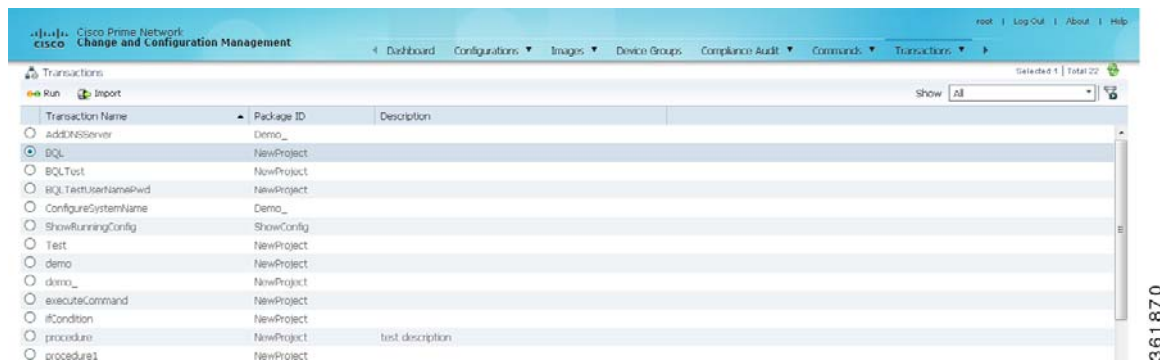 root | Log Out | About | Help
cisco Cisco Prime Network
Change and Configuration Management
Dashboard Configurations Images Device Groups Compliance Audit Commands Transactions
Transactions Selected 1 | Total 22
Run Import Show All
Transaction Name Package ID Description
AddDNSServer Demo_
BQL NewProject
BQLTest NewProject
BQLTestUserNamePwd NewProject
ConfigureSystemName Demo_
ShowRunningConfig ShowConfig
Test NewProject
demo NewProject
demo_ NewProject
executeCommand NewProject
ifCondition NewProject
procedure NewProject test description
procedure1 NewProject
361870